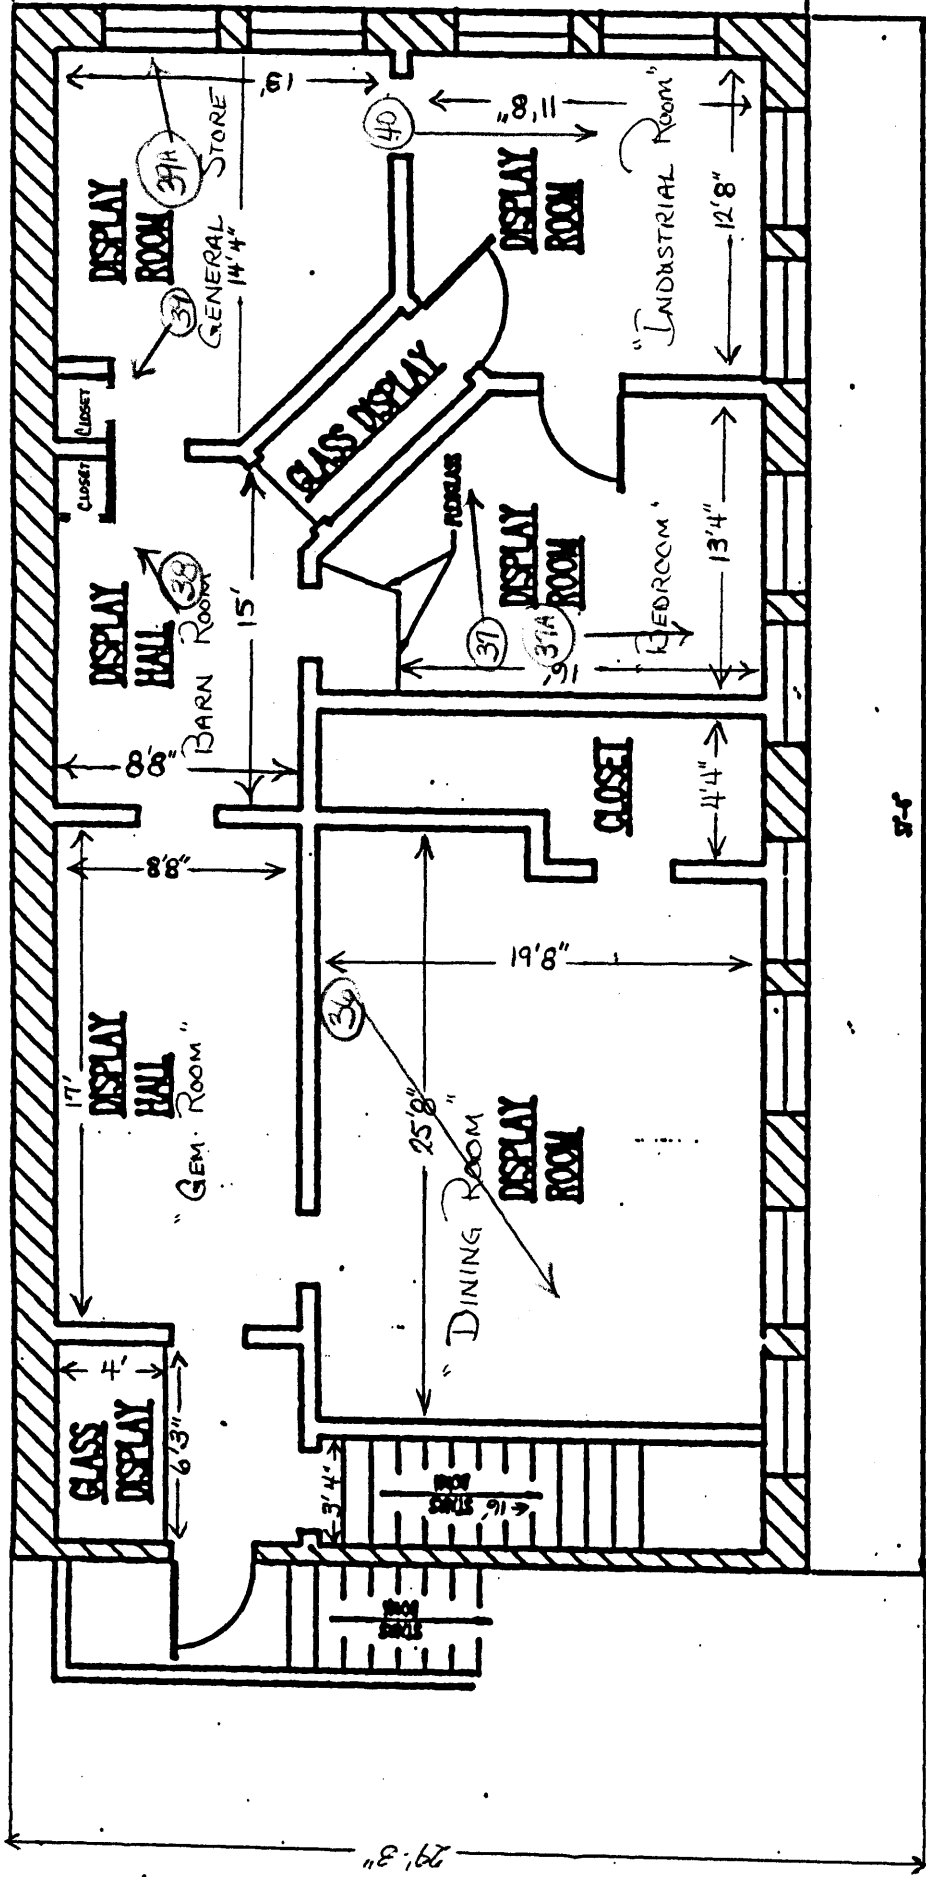 GLASS
DISPLAY
4'
6'3"
3'4"
STAIRS
DOWN
16'
STAIRS
DOWN
17'
DISPLAY
HALL
"GEM ROOM"
8'8"
36
25'8"
"DINING ROOM"
DISPLAY
ROOM
19'8"
CLOSET
4'4"
8'8"
DISPLAY
HALL
38
BARN ROOM
15'
CLOSET
CLOSET
GLASS DISPLAY
PLEXIGLASS
37
37A
DISPLAY
ROOM
16'
"BEDROOM"
13'4"
DISPLAY
ROOM
39
39A
GENERAL STORE
14'4"
13'
40
11'8"
DISPLAY
ROOM
"INDUSTRIAL ROOM"
12'8"
29'-3"